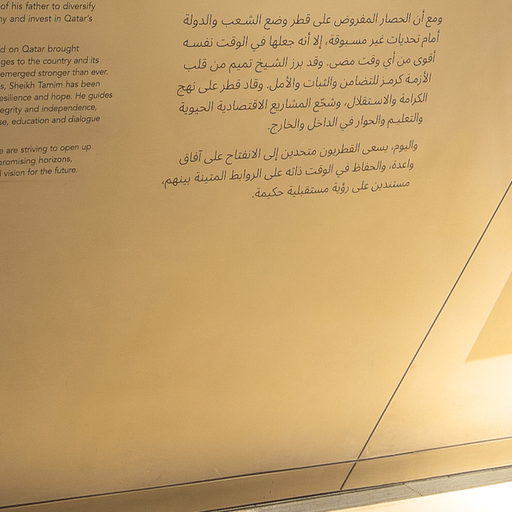 of his father to diversify
ny and invest in Qatar's
d on Qatar brought
ges to the country and its
emerged stronger than ever.
s, Sheikh Tamim has been
esilience and hope. He guides
egrity and independence,
se, education and dialogue
e are striving to open up
promising horizons,
l vision for the future.
ومع أن الحصار المفروض على قطر وضع الشعب والدولة
أمام تحديات غير مسبوقة، إلا أنه جعلها في الوقت نفسه
أقوى من أي وقت مضى. وقد برز الشيخ تميم من قلب
الأزمة كرمز للتضامن والثبات والأمل. وقاد قطر على نهج
الكرامة والاستقلال، وشجّع المشاريع الاقتصادية الحيوية
والتعليم والحوار في الداخل والخارج.
واليوم، يسعى القطريون متحدين إلى الانفتاح على آفاق
واعدة، والحفاظ في الوقت ذاته على الروابط المتينة بينهم،
مستندين على رؤية مستقبلية حكيمة.